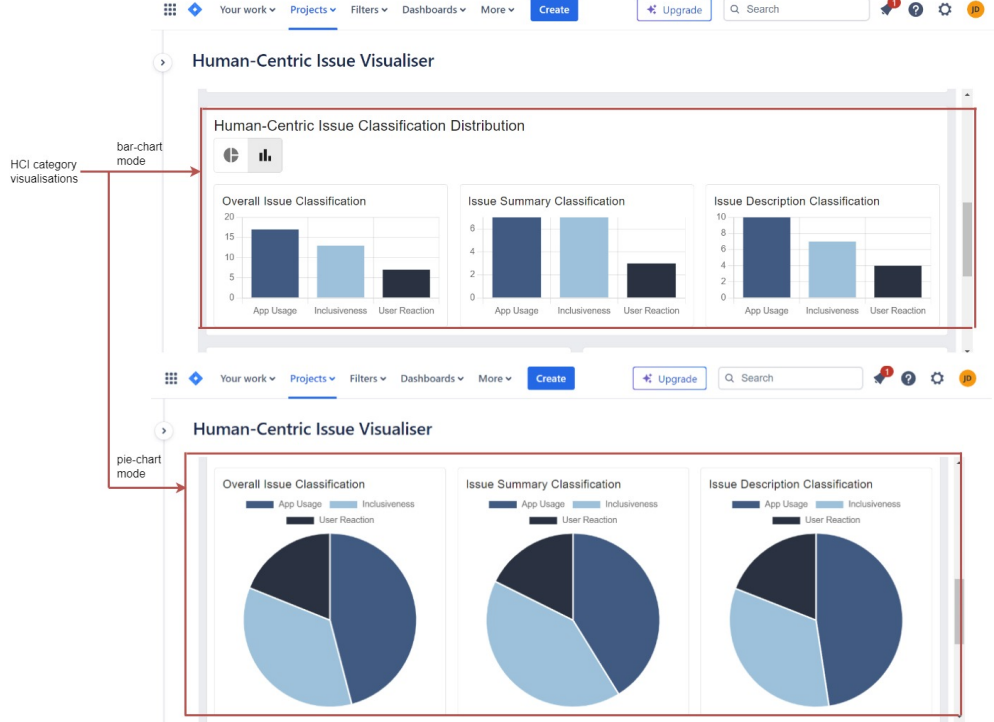 Your work Projects Filters Dashboards More Create Upgrade Search 1 ? JD
Human-Centric Issue Visualiser
Human-Centric Issue Classification Distribution
bar-chart
mode
HCI category
visualisations
Overall Issue Classification
20
15
10
5
0
App Usage Inclusiveness User Reaction
Issue Summary Classification
6
4
2
0
App Usage Inclusiveness User Reaction
Issue Description Classification
10
8
6
4
2
0
App Usage Inclusiveness User Reaction
Your work Projects Filters Dashboards More Create Upgrade Search 1 ? JD
Human-Centric Issue Visualiser
pie-chart
mode
Overall Issue Classification
App Usage Inclusiveness
User Reaction
Issue Summary Classification
App Usage Inclusiveness
User Reaction
Issue Description Classification
App Usage Inclusiveness
User Reaction